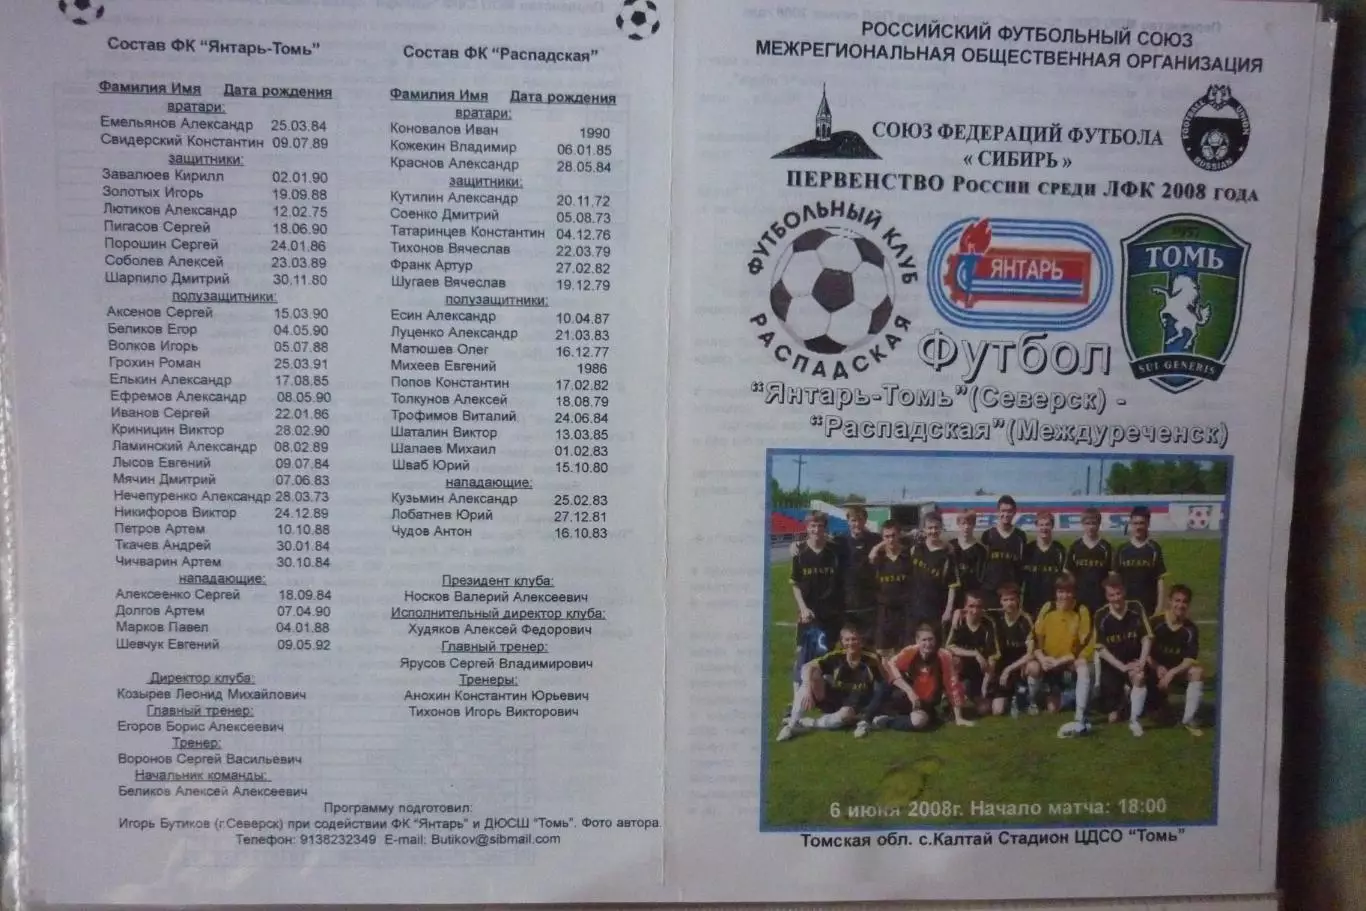 Состав ФК “Янтарь-Томь”
Фамилия Имя Дата рождения
вратари:
Емельянов Александр 25.03.84
Свидерский Константин 09.07.89
защитники:
Завалюев Кирилл 02.01.90
Золотых Игорь 19.09.88
Лютиков Александр 12.02.75
Пигасов Сергей 18.06.90
Порошин Сергей 24.01.86
Соболев Алексей 23.03.89
Шарпило Дмитрий 30.11.80
полузащитники:
Аксенов Сергей 15.03.90
Беликов Егор 04.05.90
Волков Игорь 05.07.88
Грохин Роман 25.03.91
Елькин Александр 17.08.85
Ефремов Александр 08.05.90
Иванов Сергей 22.01.86
Криницин Виктор 28.02.90
Ламинский Александр 08.02.89
Лысов Евгений 09.07.84
Мячин Дмитрий 07.06.83
Нечепуренко Александр 28.03.73
Никифоров Виктор 24.12.89
Петров Артем 10.10.88
Ткачев Андрей 30.01.84
Чичварин Артем 30.10.84
нападающие:
Алексеенко Сергей 18.09.84
Долгов Артем 07.04.90
Марков Павел 04.01.88
Шевчук Евгений 09.05.92
Директор клуба:
Козырев Леонид Михайлович
Главный тренер:
Егоров Борис Алексеевич
Тренер:
Воронов Сергей Васильевич
Начальник команды:
Беликов Алексей Алексеевич
Состав ФК “Распадская”
Фамилия Имя Дата рождения
вратари:
Коновалов Иван 1990
Кожекин Владимир 06.01.85
Краснов Александр 28.05.84
защитники:
Кутилин Александр 20.11.72
Соенко Дмитрий 05.08.73
Татаринцев Константин 04.12.76
Тихонов Вячеслав 22.03.79
Франк Артур 27.02.82
Шугаев Вячеслав 19.12.79
полузащитники:
Есин Александр 10.04.87
Луценко Александр 21.03.83
Матюшев Олег 16.12.77
Михеев Евгений 1986
Попов Константин 17.02.82
Толкунов Алексей 18.08.79
Трофимов Виталий 24.06.84
Шаталин Виктор 13.03.85
Шалаев Михаил 01.02.83
Шваб Юрий 15.10.80
нападающие:
Кузьмин Александр 25.02.83
Лобатнев Юрий 27.12.81
Чудов Антон 16.10.83
Президент клуба:
Носков Валерий Алексеевич
Исполнительный директор клуба:
Худяков Алексей Федорович
Главный тренер:
Ярусов Сергей Владимирович
Тренеры:
Анохин Константин Юрьевич
Тихонов Игорь Викторович
Программу подготовил:
Игорь Бутиков (г.Северск) при содействии ФК “Янтарь” и ДЮСШ “Томь”. Фото автора.
Телефон: 9138232349 E-mail: Butikov@sibmail.com
РОССИЙСКИЙ ФУТБОЛЬНЫЙ СОЮЗ
МЕЖРЕГИОНАЛЬНАЯ ОБЩЕСТВЕННАЯ ОРГАНИЗАЦИЯ
СОЮЗ ФЕДЕРАЦИЙ ФУТБОЛА
« СИБИРЬ »
FOOTBALL UNION
RUSSIAN
ПЕРВЕНСТВО РОССИИ СРЕДИ ЛФК 2008 ГОДА
ФУТБОЛЬНЫЙ КЛУБ
РАСПАДСКАЯ
ЯНТАРЬ
1957
ТОМЬ
SUI GENERIS
Футбол
“Янтарь-Томь”(Северск) -
“Распадская”(Междуреченск)
6 июня 2008г. Начало матча: 18:00
Томская обл. с.Калтай Стадион ЦДСО “Томь”